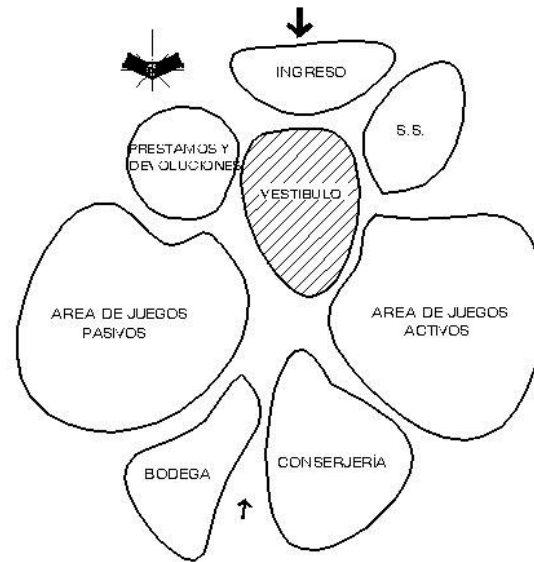 INGRESO
S.S.
PRESTAMOS Y
DEVOLUCIONES
VESTIBULO
AREA DE JUEGOS
PASIVOS
AREA DE JUEGOS
ACTIVOS
BODEGA
CONSERJERÍA